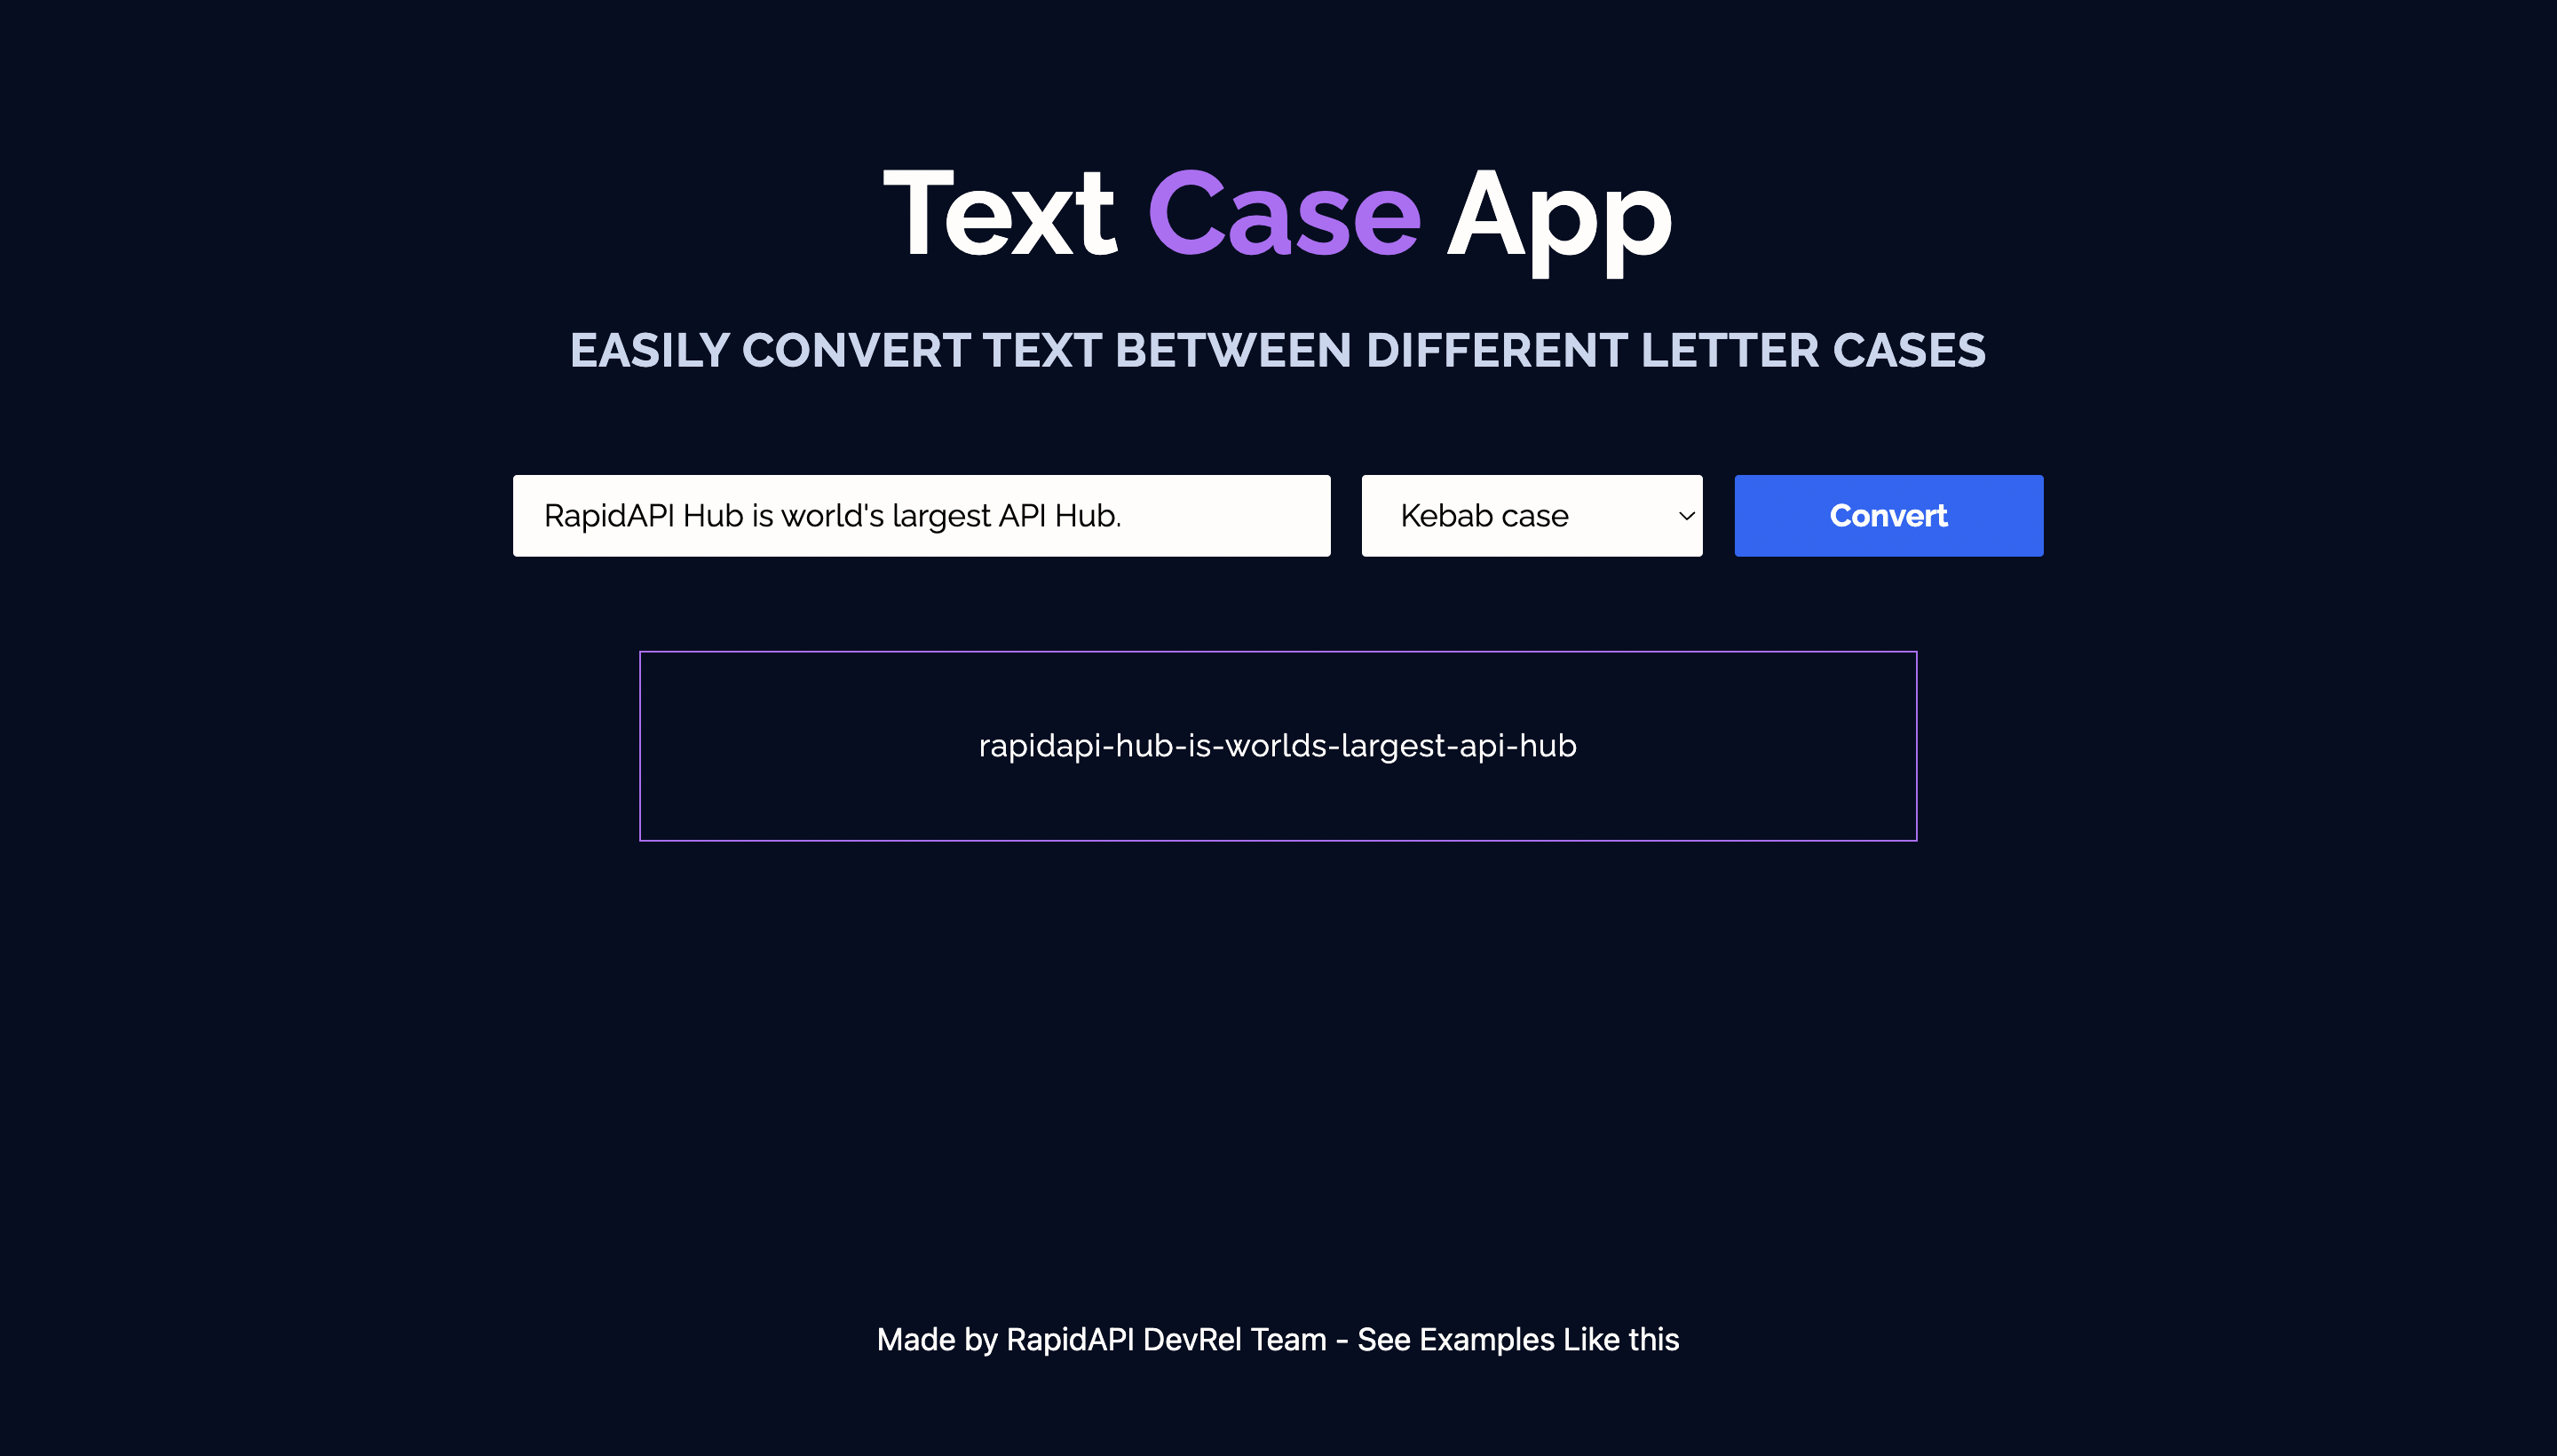 Text Case App
EASILY CONVERT TEXT BETWEEN DIFFERENT LETTER CASES
RapidAPI Hub is world's largest API Hub.
Kebab case
Convert
rapidapi-hub-is-worlds-largest-api-hub
Made by RapidAPI DevRel Team - See Examples Like this